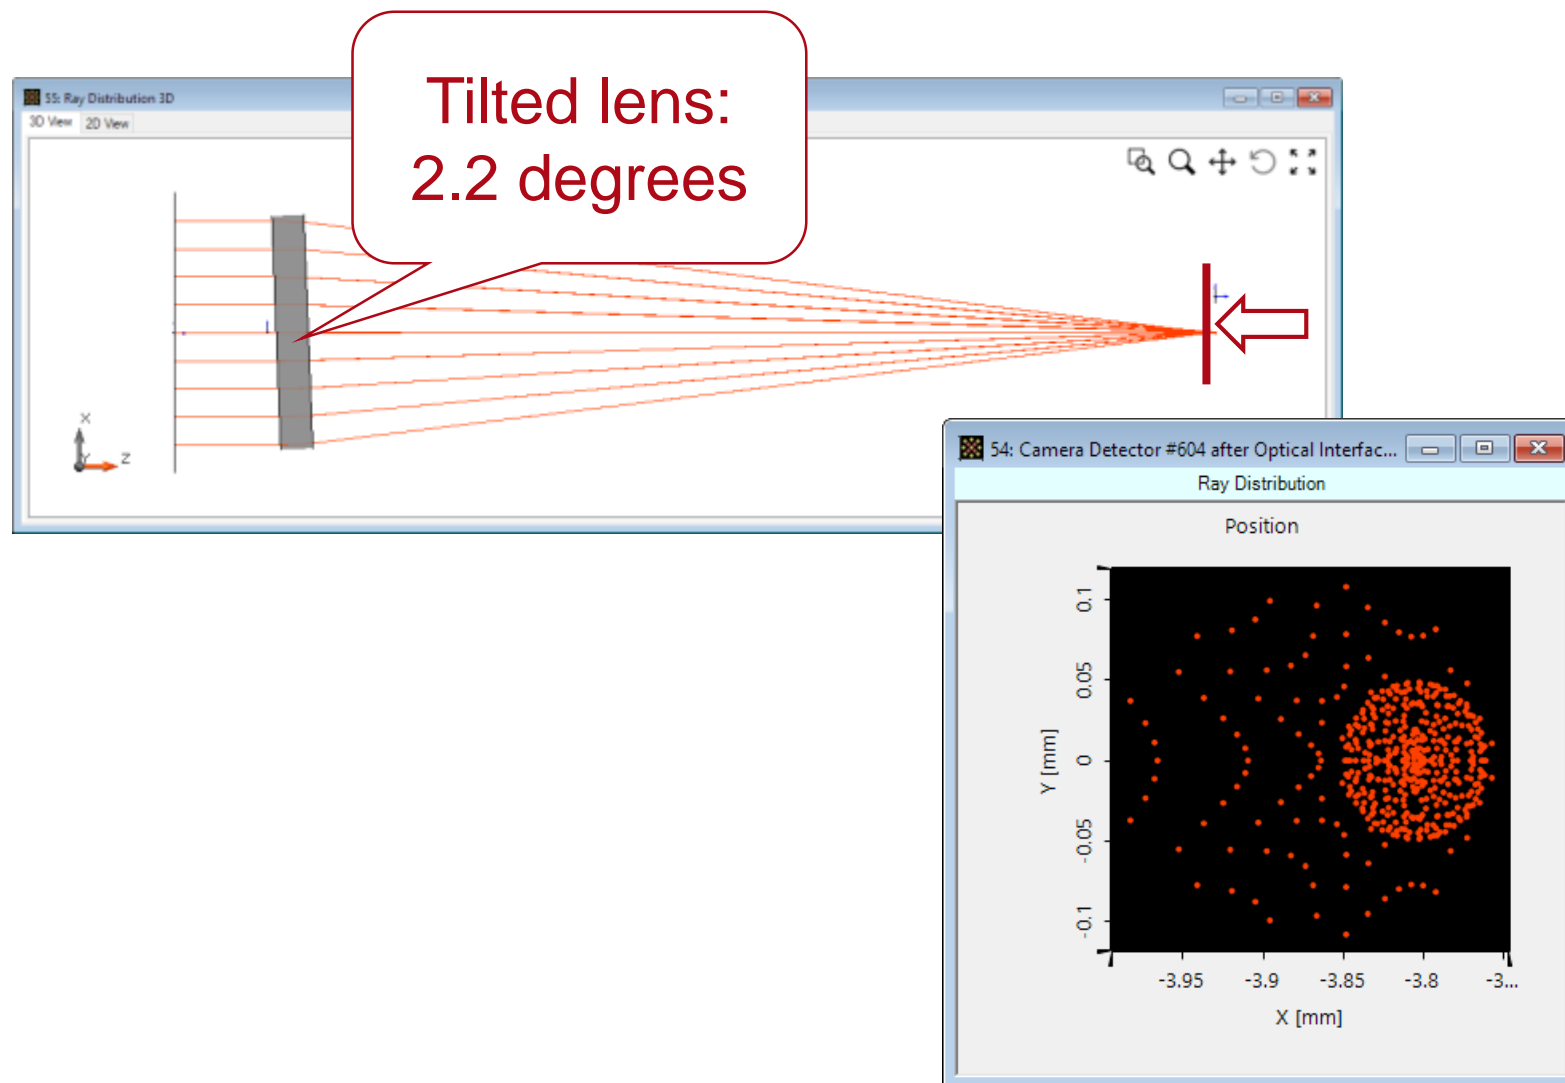 Tilted lens:
2.2 degrees
55: Ray Distribution 3D
3D View
2D View
X
Y
Z
54: Camera Detector #604 after Optical Interfac...
Ray Distribution
Position
0.1
0.05
0
-0.05
-0.1
Y [mm]
-3.95
-3.9
-3.85
-3.8
-3...
X [mm]